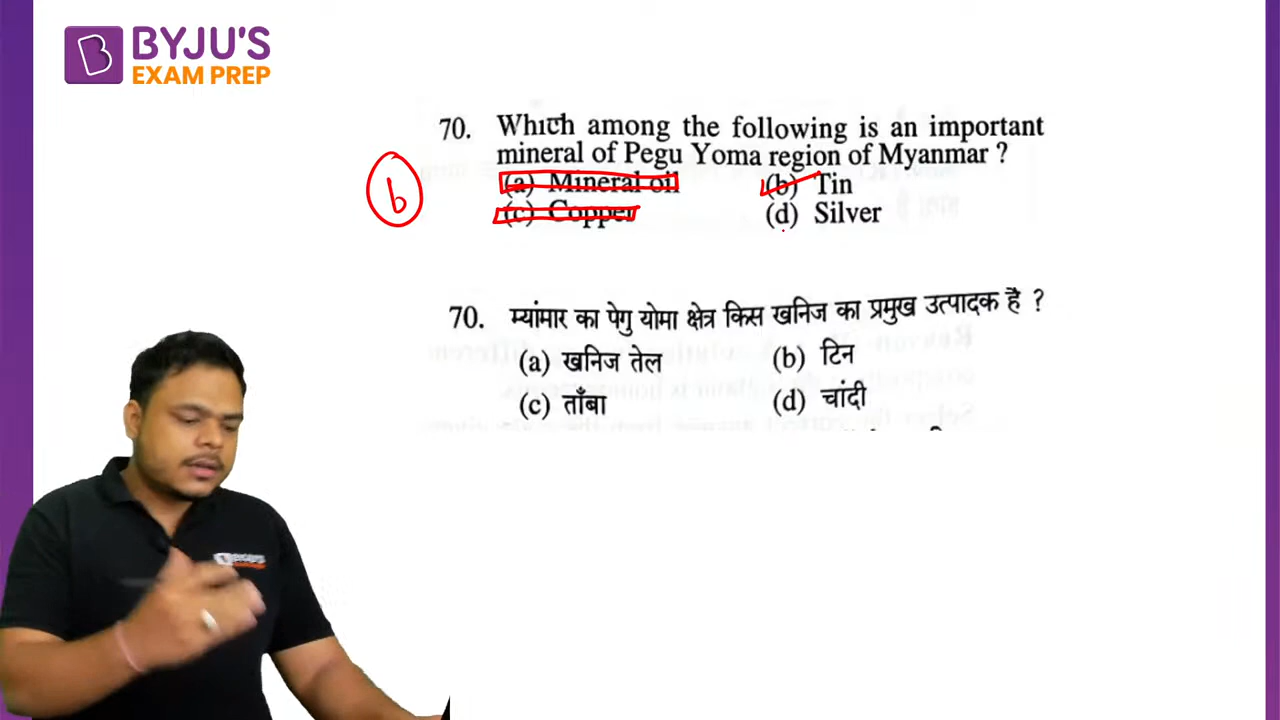 BYJU'S
EXAM PREP
70. Which among the following is an important
mineral of Pegu Yoma region of Myanmar ?
b
(a) Mineral oil (b) Tin
(c) Copper (d) Silver
70. म्यांमार का पेगु योमा क्षेत्र किस खनिज का प्रमुख उत्पादक है ?
(a) खनिज तेल (b) टिन
(c) ताँबा (d) चांदी